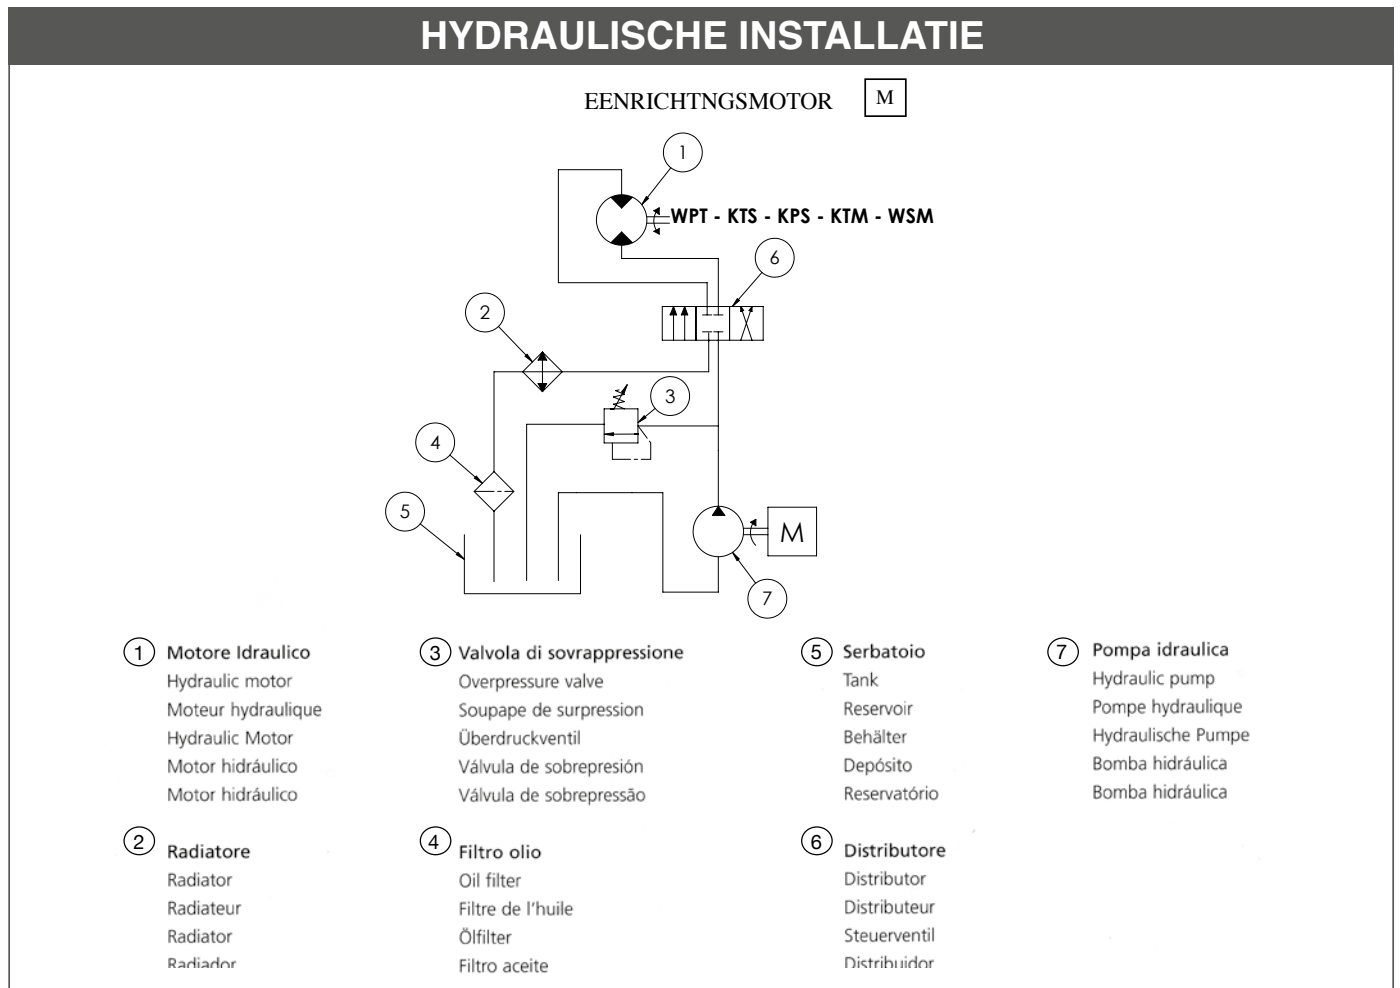 HYDRAULISCHE INSTALLATIE
EENRICHTNGSMOTOR M
1
WPT - KTS - KPS - KTM - WSM
6
2
3
4
5
M
7
1 Motore Idraulico
Hydraulic motor
Moteur hydraulique
Hydraulic Motor
Motor hidráulico
Motor hidráulico
3 Valvola di sovrappressione
Overpressure valve
Soupape de surpression
Überdruckventil
Válvula de sobrepresión
Válvula de sobrepressão
5 Serbatoio
Tank
Reservoir
Behälter
Depósito
Reservatório
7 Pompa idraulica
Hydraulic pump
Pompe hydraulique
Hydraulische Pumpe
Bomba hidráulica
Bomba hidráulica
2 Radiatore
Radiator
Radiateur
Radiator
Radiador
4 Filtro olio
Oil filter
Filtre de l'huile
Ölfilter
Filtro aceite
6 Distributore
Distributor
Distributeur
Steuerventil
Distribuidor